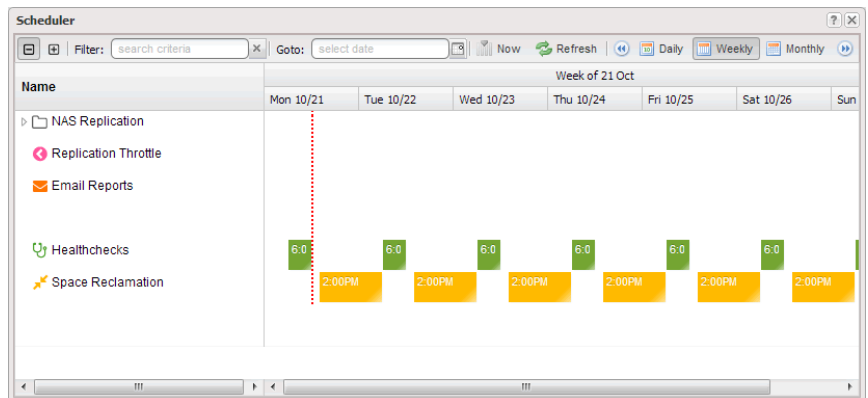 Scheduler
Filter: search criteria Goto: select date Now Refresh Daily Weekly Monthly
Name
Week of 21 Oct
Mon 10/21 Tue 10/22 Wed 10/23 Thu 10/24 Fri 10/25 Sat 10/26 Sun
NAS Replication
Replication Throttle
Email Reports
Healthchecks 6:0 6:0 6:0 6:0 6:0 6:0
Space Reclamation 2:00PM 2:00PM 2:00PM 2:00PM 2:00PM 2:00PM